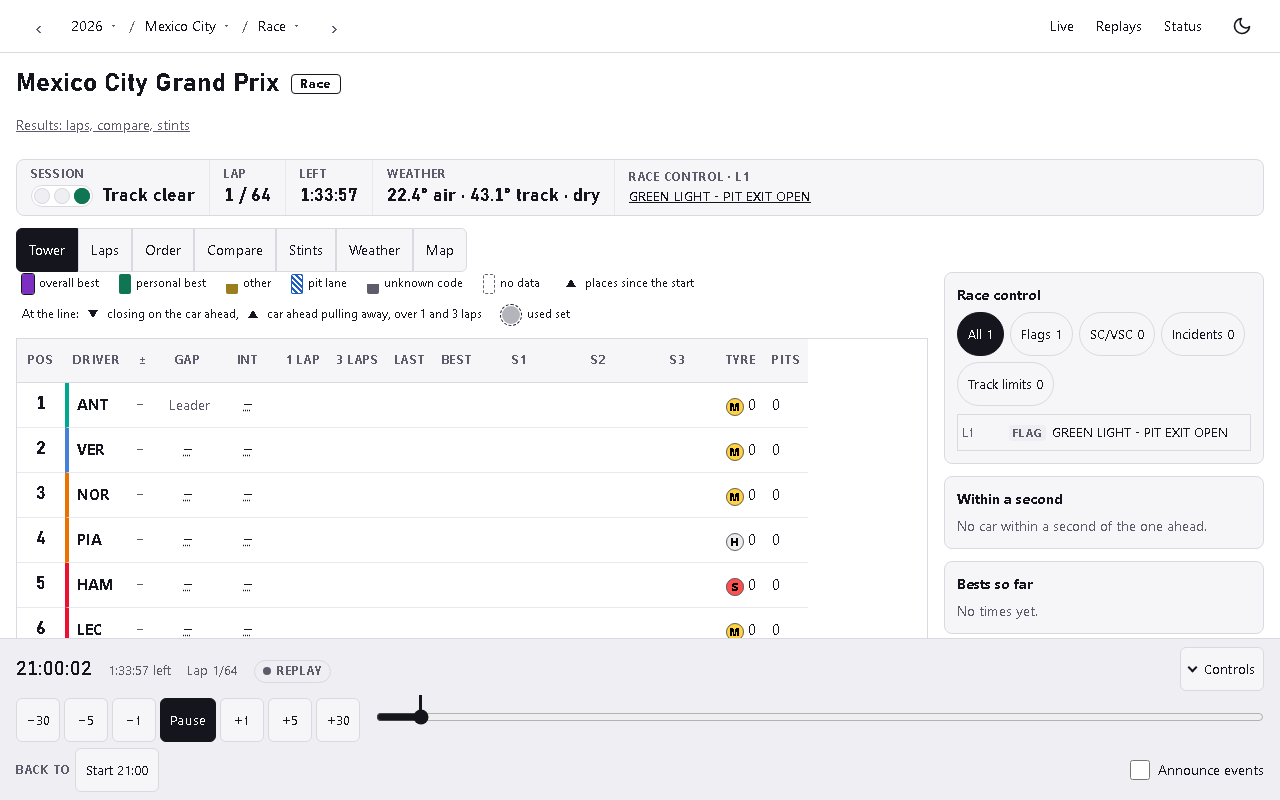 ‹ 2026 / Mexico City / Race › Live Replays Status
Mexico City Grand Prix Race
Results: laps, compare, stints
SESSION LAP LEFT WEATHER RACE CONTROL · L1
Track clear 1 / 64 1:33:57 22.4° air · 43.1° track · dry GREEN LIGHT - PIT EXIT OPEN
Tower Laps Order Compare Stints Weather Map
overall best personal best other pit lane unknown code no data ▲ places since the start
At the line: ▼ closing on the car ahead, ▲ car ahead pulling away, over 1 and 3 laps used set
POS DRIVER ± GAP INT 1 LAP 3 LAPS LAST BEST S1 S2 S3 TYRE PITS
1 ANT – Leader — M 0 0
2 VER – — — M 0 0
3 NOR – — — M 0 0
4 PIA – — — H 0 0
5 HAM – — — S 0 0
6 LEC – — — M 0 0
Race control
All 1 Flags 1 SC/VSC 0 Incidents 0
Track limits 0
L1 FLAG GREEN LIGHT - PIT EXIT OPEN
Within a second
No car within a second of the one ahead.
Bests so far
No times yet.
21:00:02 1:33:57 left Lap 1/64 REPLAY Controls
−30 −5 −1 Pause +1 +5 +30
BACK TO Start 21:00 Announce events